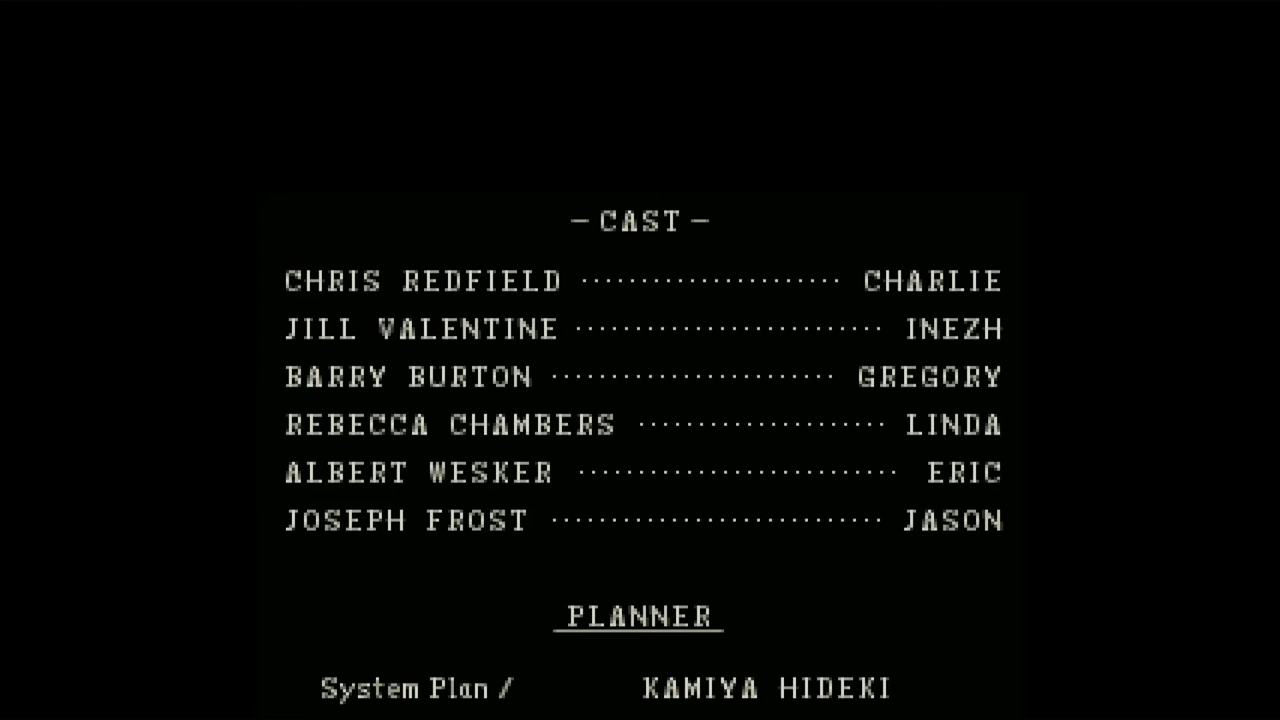 – CAST –
CHRIS REDFIELD ······················ CHARLIE
JILL VALENTINE ·························· INEZH
BARRY BURTON ························ GREGORY
REBECCA CHAMBERS ····················· LINDA
ALBERT WESKER ··························· ERIC
JOSEPH FROST ···························· JASON
PLANNER
System Plan / KAMIYA HIDEKI